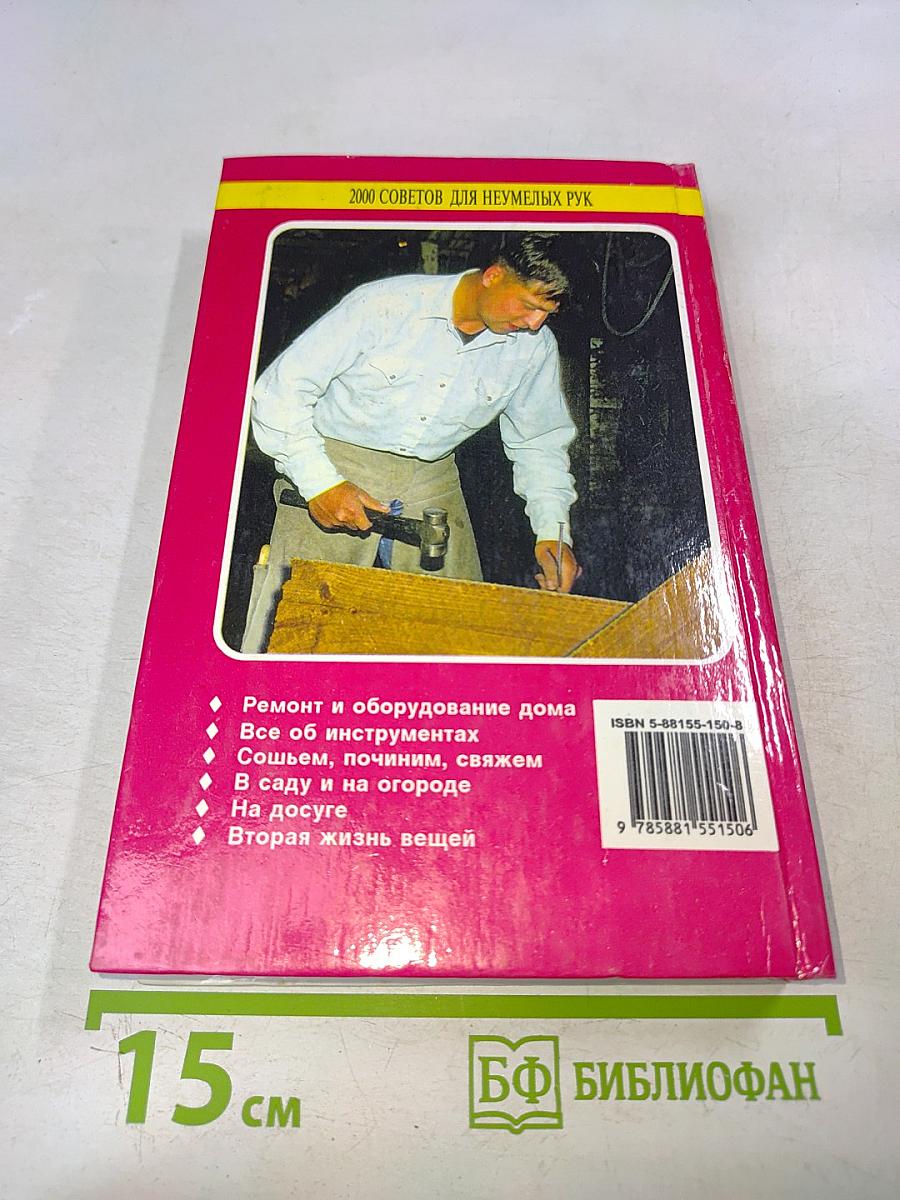 2000 СОВЕТОВ ДЛЯ НЕУМЕЛЫХ РУК
Ремонт и оборудование дома
Все об инструментах
Сошьем, починим, свяжем
В саду и на огороде
На досуге
Вторая жизнь вещей
ISBN 5-88155-150-8
9 785881 551506
15 см
БФ БИБЛИОФАН